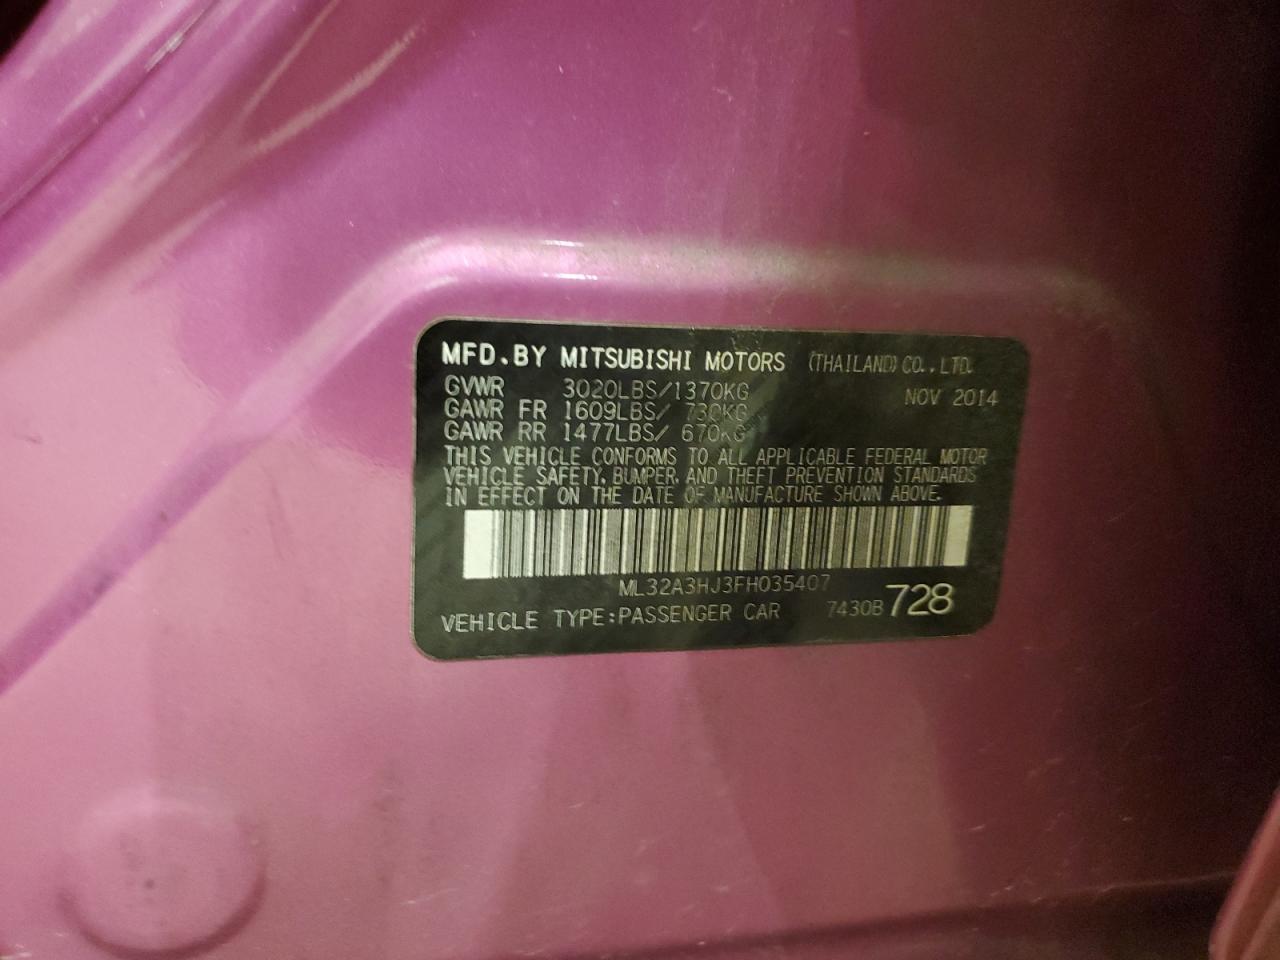 MFD.BY MITSUBISHI MOTORS (THAILAND) CO.,LTD.
GVWR 3020LBS/1370KG NOV 2014
GAWR FR 1609LBS/ 730KG
GAWR RR 1477LBS/ 670KG
THIS VEHICLE CONFORMS TO ALL APPLICABLE FEDERAL MOTOR
VEHICLE SAFETY, BUMPER, AND THEFT PREVENTION STANDARDS
IN EFFECT ON THE DATE OF MANUFACTURE SHOWN ABOVE.
ML32A3HJ3FH035407
VEHICLE TYPE:PASSENGER CAR 7430B 728